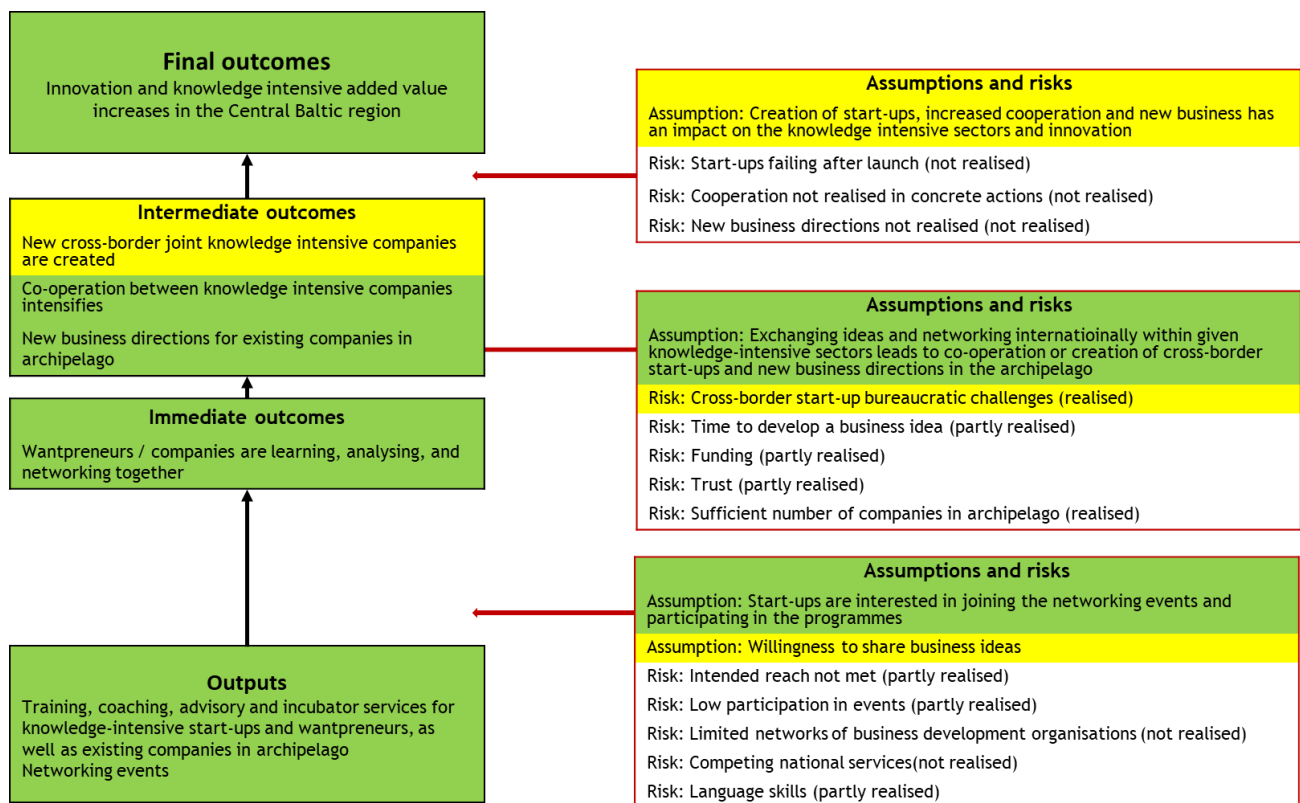 Final outcomes
Innovation and knowledge intensive added value
increases in the Central Baltic region
Intermediate outcomes
New cross-border joint knowledge intensive companies
are created
Co-operation between knowledge intensive companies
intensifies
New business directions for existing companies in
archipelago
Immediate outcomes
Wantpreneurs / companies are learning, analysing, and
networking together
Outputs
Training, coaching, advisory and incubator services for
knowledge-intensive start-ups and wantpreneurs, as
well as existing companies in archipelago
Networking events
Assumptions and risks
Assumption: Creation of start-ups, increased cooperation and new business has
an impact on the knowledge intensive sectors and innovation
Risk: Start-ups failing after launch (not realised)
Risk: Cooperation not realised in concrete actions (not realised)
Risk: New business directions not realised (not realised)
Assumptions and risks
Assumption: Exchanging ideas and networking internatioinally within given
knowledge-intensive sectors leads to co-operation or creation of cross-border
start-ups and new business directions in the archipelago
Risk: Cross-border start-up bureaucratic challenges (realised)
Risk: Time to develop a business idea (partly realised)
Risk: Funding (partly realised)
Risk: Trust (partly realised)
Risk: Sufficient number of companies in archipelago (realised)
Assumptions and risks
Assumption: Start-ups are interested in joining the networking events and
participating in the programmes
Assumption: Willingness to share business ideas
Risk: Intended reach not met (partly realised)
Risk: Low participation in events (partly realised)
Risk: Limited networks of business development organisations (not realised)
Risk: Competing national services(not realised)
Risk: Language skills (partly realised)